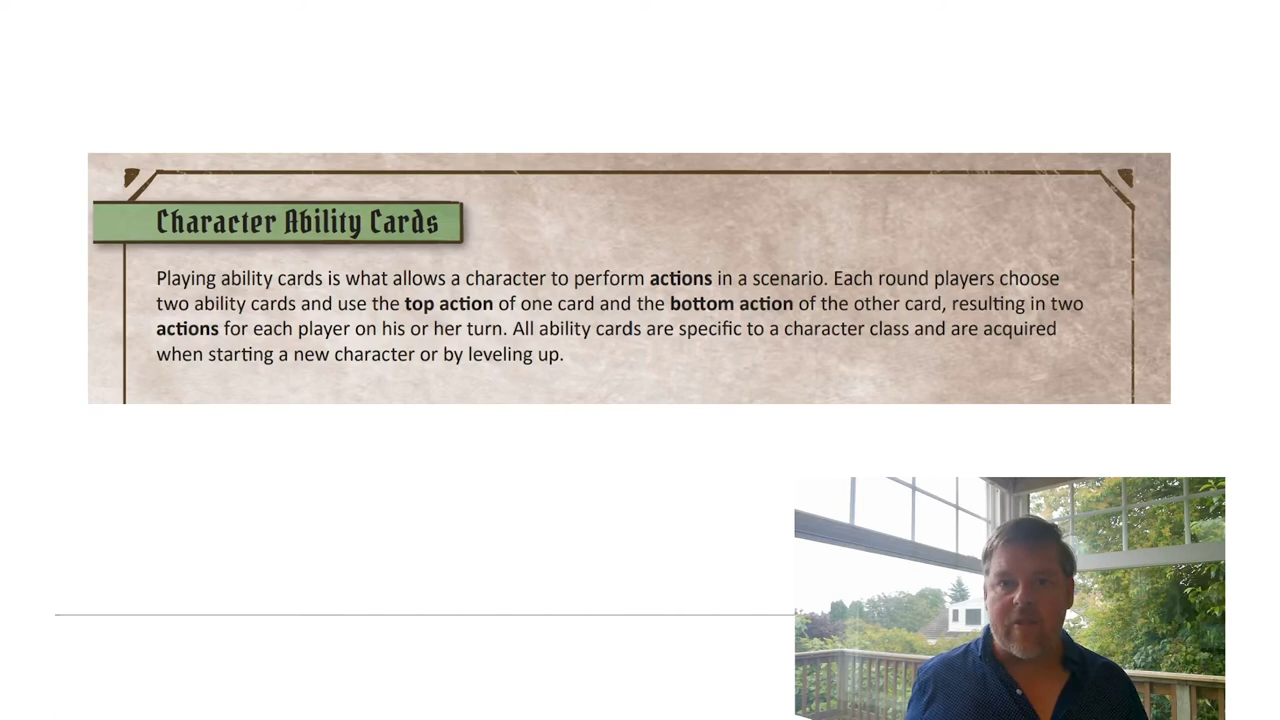 Character Ability Cards
Playing ability cards is what allows a character to perform actions in a scenario. Each round players choose
two ability cards and use the top action of one card and the bottom action of the other card, resulting in two
actions for each player on his or her turn. All ability cards are specific to a character class and are acquired
when starting a new character or by leveling up.